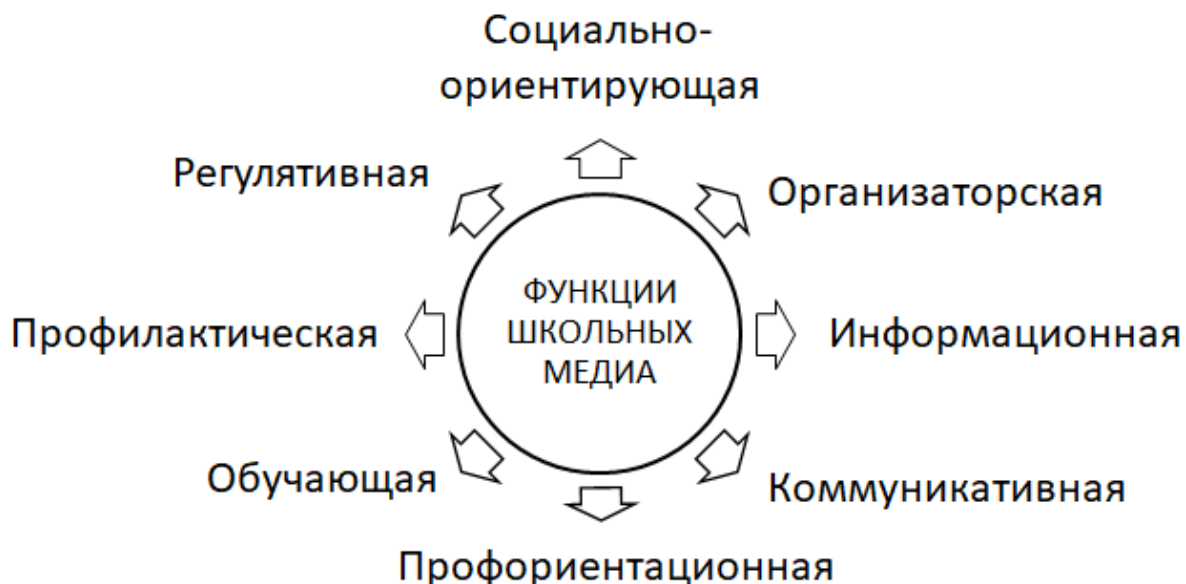 Социально-
ориентирующая
Регулятивная
Организаторская
ФУНКЦИИ
ШКОЛЬНЫХ
МЕДИА
Профилактическая
Информационная
Обучающая
Коммуникативная
Профориентационная